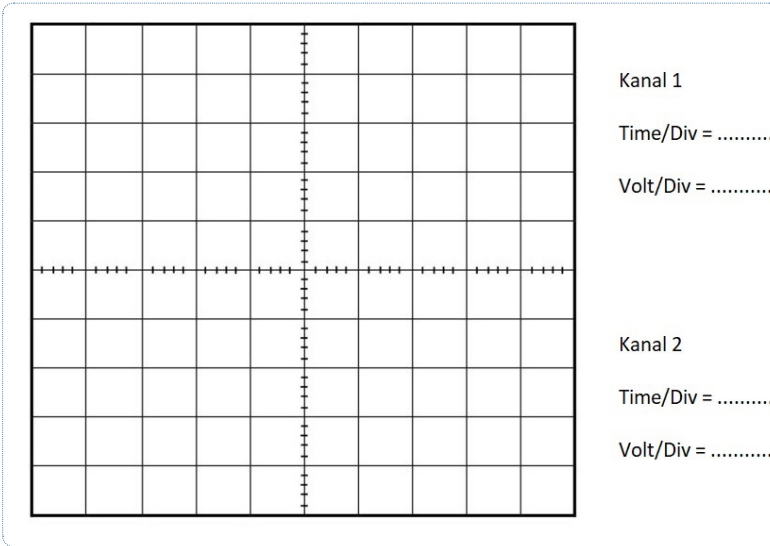 Kanal 1
Time/Div = ..........
Volt/Div = ...........
Kanal 2
Time/Div = ..........
Volt/Div = ...........